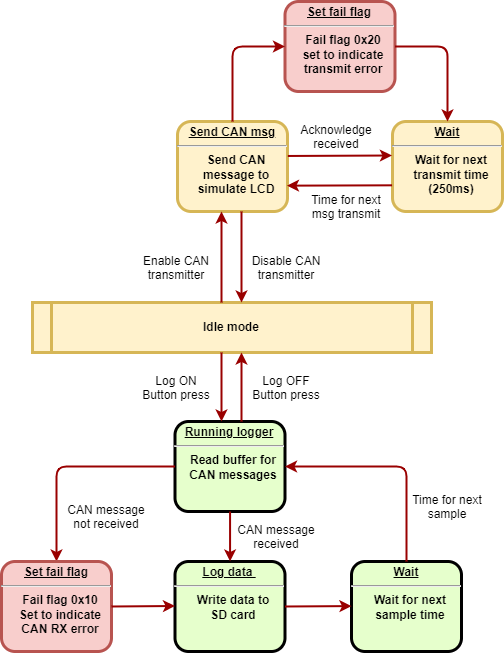 Set fail flag
Fail flag 0x20
set to indicate
transmit error
Send CAN msg
Send CAN
message to
simulate LCD
Acknowledge
received
Wait
Wait for next
transmit time
(250ms)
Time for next
msg transmit
Enable CAN
transmitter
Disable CAN
transmitter
Idle mode
Log ON
Button press
Log OFF
Button press
Running logger
Read buffer for
CAN messages
CAN message
not received
CAN message
received
Time for next
sample
Set fail flag
Fail flag 0x10
Set to indicate
CAN RX error
Log data
Write data to
SD card
Wait
Wait for next
sample time